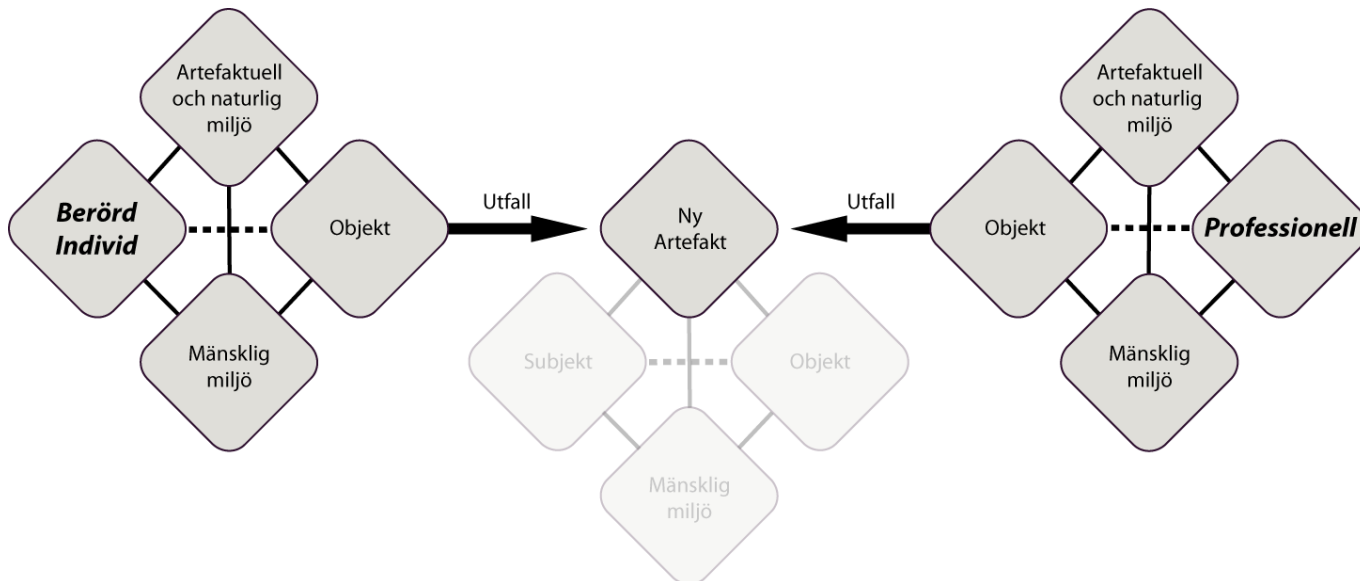 Artefaktuell
och naturlig
miljö
Berörd
Individ
Objekt
Mänsklig
miljö
Utfall
Ny
Artefakt
Subjekt
Objekt
Mänsklig
miljö
Utfall
Artefaktuell
och naturlig
miljö
Objekt
Professionell
Mänsklig
miljö